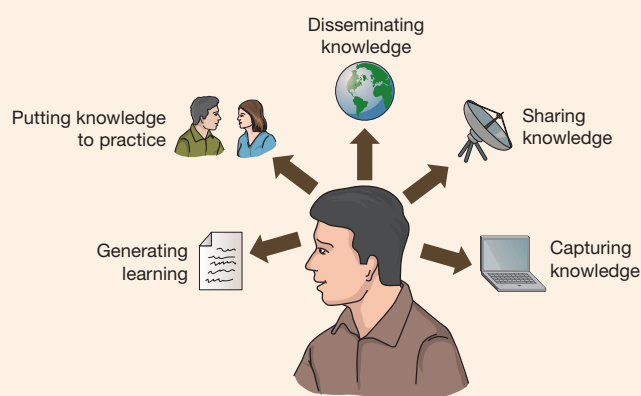 Disseminating
knowledge
Putting knowledge
to practice
Sharing
knowledge
Generating
learning
Capturing
knowledge